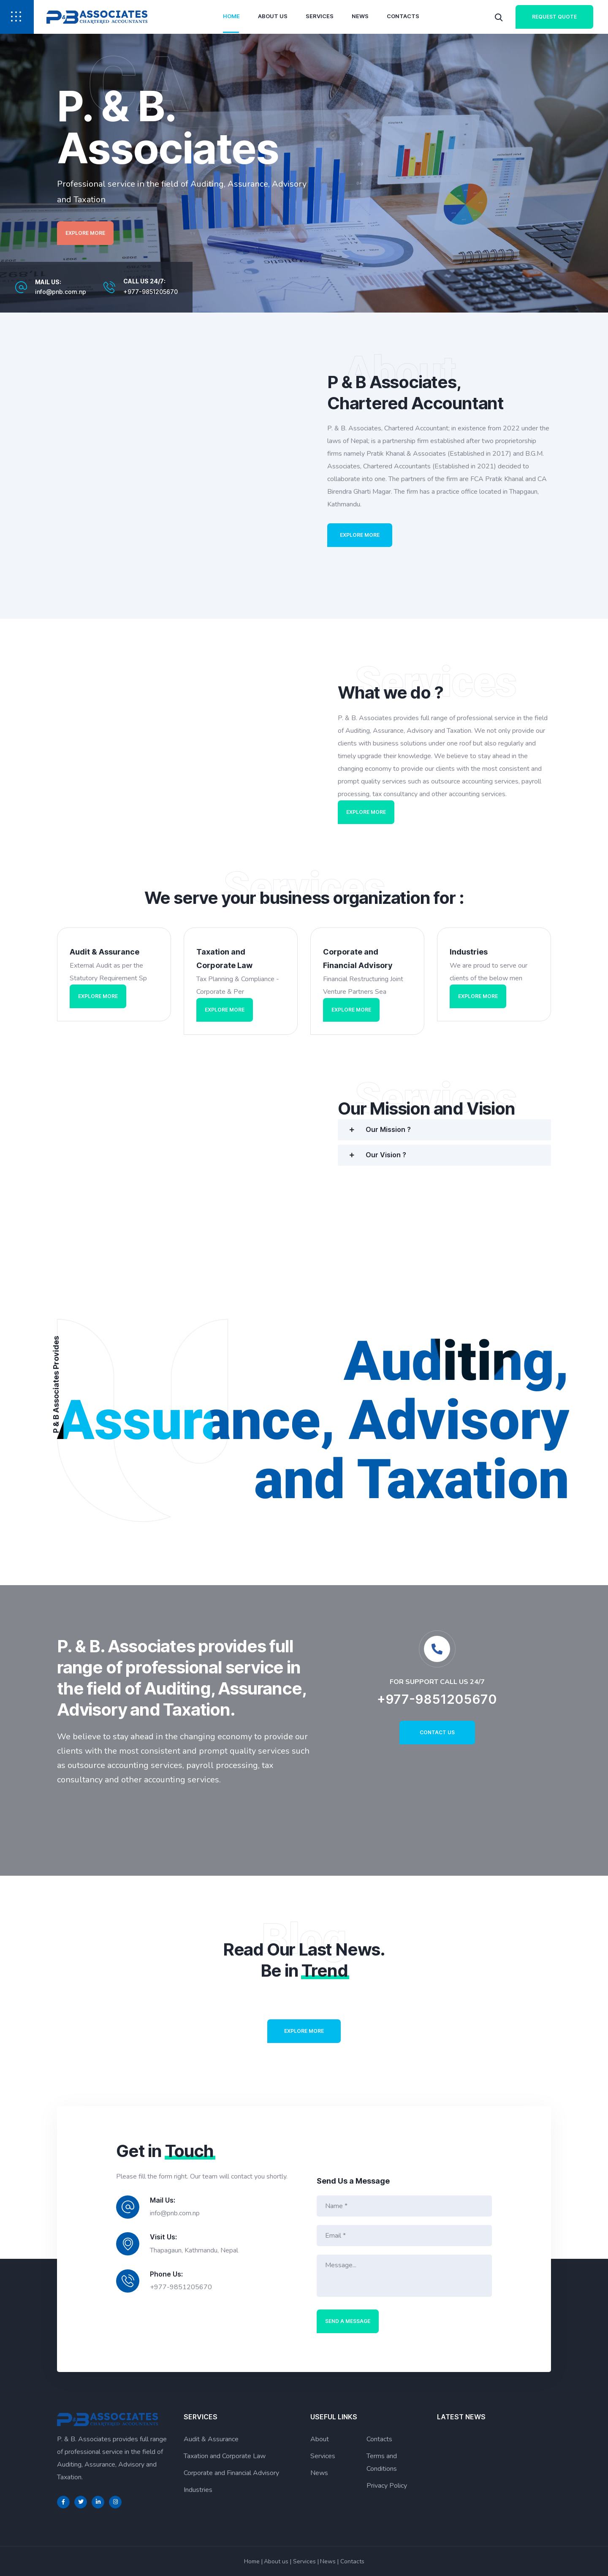 P&B ASSOCIATES
CHARTERED ACCOUNTANTS
HOME
ABOUT US
SERVICES
NEWS
CONTACTS
REQUEST QUOTE
CA
P. & B.
Associates
Professional service in the field of Auditing, Assurance, Advisory
and Taxation
EXPLORE MORE
MAIL US:
info@pnb.com.np
CALL US 24/7:
+977-9851205670
About
P & B Associates,
Chartered Accountant
P. & B. Associates, Chartered Accountant; in existence from 2022 under the
laws of Nepal; is a partnership firm established after two proprietorship
firms namely Pratik Khanal & Associates (Established in 2017) and B.G.M.
Associates, Chartered Accountants (Established in 2021) decided to
collaborate into one. The partners of the firm are FCA Pratik Khanal and CA
Birendra Gharti Magar. The firm has a practice office located in Thapgaun,
Kathmandu.
EXPLORE MORE
Services
What we do ?
P. & B. Associates provides full range of professional service in the field
of Auditing, Assurance, Advisory and Taxation. We not only provide our
clients with business solutions under one roof but also regularly and
timely upgrade their knowledge. We believe to stay ahead in the
changing economy to provide our clients with the most consistent and
prompt quality services such as outsource accounting services, payroll
processing, tax consultancy and other accounting services.
EXPLORE MORE
Services
We serve your business organization for :
Audit & Assurance
External Audit as per the
Statutory Requirement Sp
EXPLORE MORE
Taxation and
Corporate Law
Tax Planning & Compliance -
Corporate & Per
EXPLORE MORE
Corporate and
Financial Advisory
Financial Restructuring Joint
Venture Partners Sea
EXPLORE MORE
Industries
We are proud to serve our
clients of the below men
EXPLORE MORE
Services
Our Mission and Vision
+ Our Mission ?
+ Our Vision ?
P & B Associates Provides
Auditing,
Assurance, Advisory
and Taxation
P. & B. Associates provides full
range of professional service in
the field of Auditing, Assurance,
Advisory and Taxation.
We believe to stay ahead in the changing economy to provide our
clients with the most consistent and prompt quality services such
as outsource accounting services, payroll processing, tax
consultancy and other accounting services.
FOR SUPPORT CALL US 24/7
+977-9851205670
CONTACT US
Blog
Read Our Last News.
Be in Trend
EXPLORE MORE
Get in Touch
Please fill the form right. Our team will contact you shortly.
Mail Us:
info@pnb.com.np
Visit Us:
Thapagaun, Kathmandu, Nepal
Phone Us:
+977-9851205670
Send Us a Message
Name *
Email *
Message...
SEND A MESSAGE
P&B ASSOCIATES
CHARTERED ACCOUNTANTS
P. & B. Associates provides full range
of professional service in the field of
Auditing, Assurance, Advisory and
Taxation.
SERVICES
Audit & Assurance
Taxation and Corporate Law
Corporate and Financial Advisory
Industries
USEFUL LINKS
About
Services
News
Contacts
Terms and
Conditions
Privacy Policy
LATEST NEWS
Home | About us | Services | News | Contacts